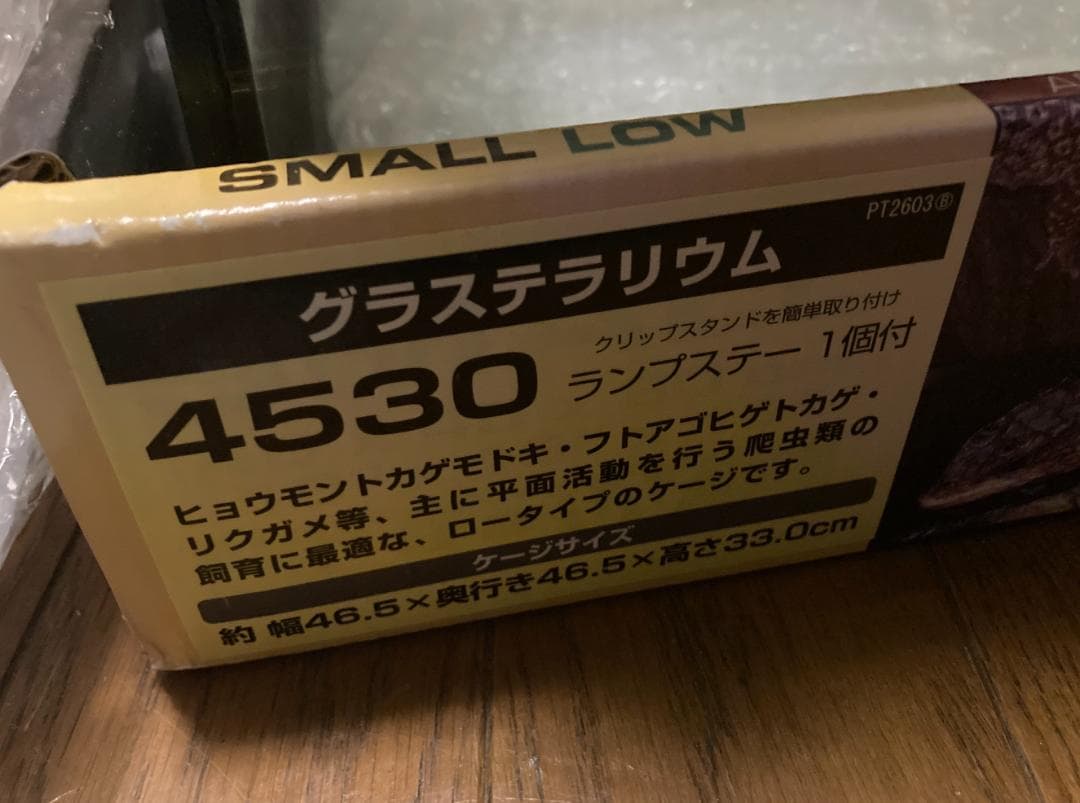 SMALL LOW
PT2603Ⓑ
グラステラリウム
クリップスタンドを簡単取り付け
4530 ランプステー 1個付
ヒョウモントカゲモドキ・フトアゴヒゲトカゲ・
リクガメ等、主に平面活動を行う爬虫類の
飼育に最適な、ロータイプのケージです。
ケージサイズ
約 幅46.5×奥行き46.5×高さ33.0cm